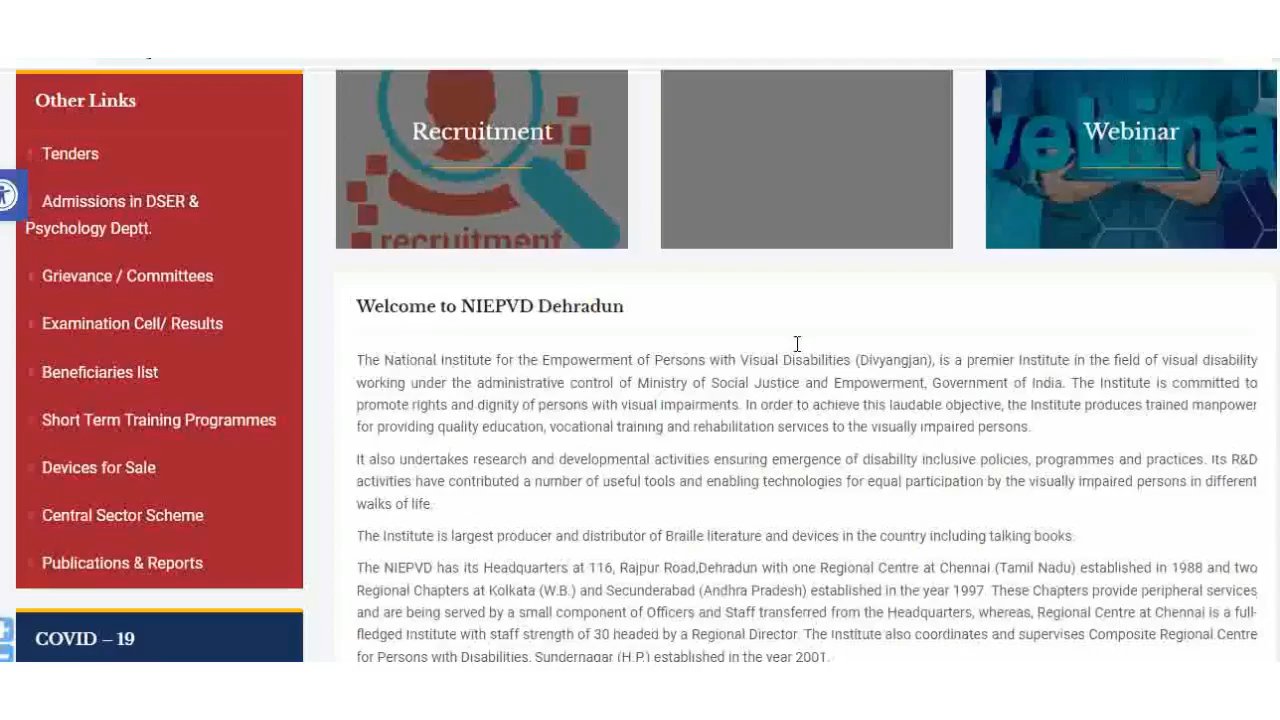 Other Links
Tenders
Admissions in DSER &
Psychology Deptt.
Grievance / Committees
Examination Cell/ Results
Beneficiaries list
Short Term Training Programmes
Devices for Sale
Central Sector Scheme
Publications & Reports
COVID – 19
Recruitment
recruitment
Webinar
webina
Welcome to NIEPVD Dehradun
The National Institute for the Empowerment of Persons with Visual Disabilities (Divyangjan), is a premier Institute in the field of visual disability
working under the administrative control of Ministry of Social Justice and Empowerment, Government of India. The Institute is committed to
promote rights and dignity of persons with visual impairments. In order to achieve this laudable objective, the Institute produces trained manpower
for providing quality education, vocational training and rehabilitation services to the visually impaired persons.
It also undertakes research and developmental activities ensuring emergence of disability inclusive policies, programmes and practices. Its R&D
activities have contributed a number of useful tools and enabling technologies for equal participation by the visually impaired persons in different
walks of life.
The Institute is largest producer and distributor of Braille literature and devices in the country including talking books.
The NIEPVD has its Headquarters at 116, Rajpur Road,Dehradun with one Regional Centre at Chennai (Tamil Nadu) established in 1988 and two
Regional Chapters at Kolkata (W.B.) and Secunderabad (Andhra Pradesh) established in the year 1997. These Chapters provide peripheral services
and are being served by a small component of Officers and Staff transferred from the Headquarters, whereas, Regional Centre at Chennai is a full-
fledged Institute with staff strength of 30 headed by a Regional Director. The Institute also coordinates and supervises Composite Regional Centre
for Persons with Disabilities, Sundernagar (H.P.) established in the year 2001.